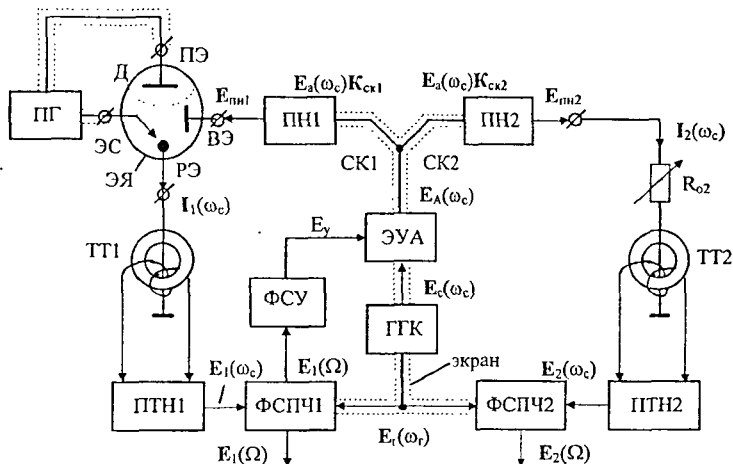 ПЭ
Д
ПГ
ЭС
ЭЯ
РЭ
ВЭ
Eпн1
ПН1
Ea(ωc)Kск1
Ea(ωc)Kск2
ПН2
Eпн2
I2(ωc)
СК1
СК2
EA(ωc)
Rо2
I1(ωc)
Eу
ЭУА
ТТ1
ТТ2
ФСУ
Ec(ωc)
ГГК
экран
E1(ωc)
E1(Ω)
E2(ωc)
ПТН1
ФСПЧ1
ФСПЧ2
ПТН2
Eг(ωг)
E1(Ω)
E2(Ω)